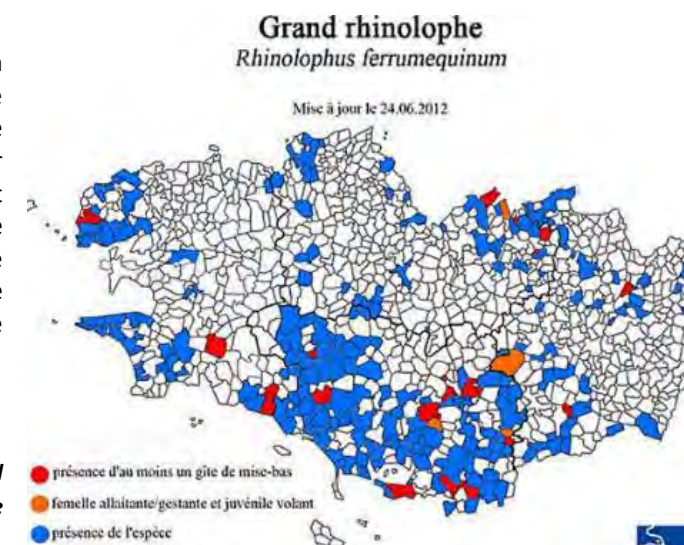 Grand rhinolophe
Rhinolophus ferrumequinum
Mise à jour le 24.06.2012
présence d'au moins un gîte de mise-bas
femelle allaitante/gestante et juvénile volant
présence de l'espèce